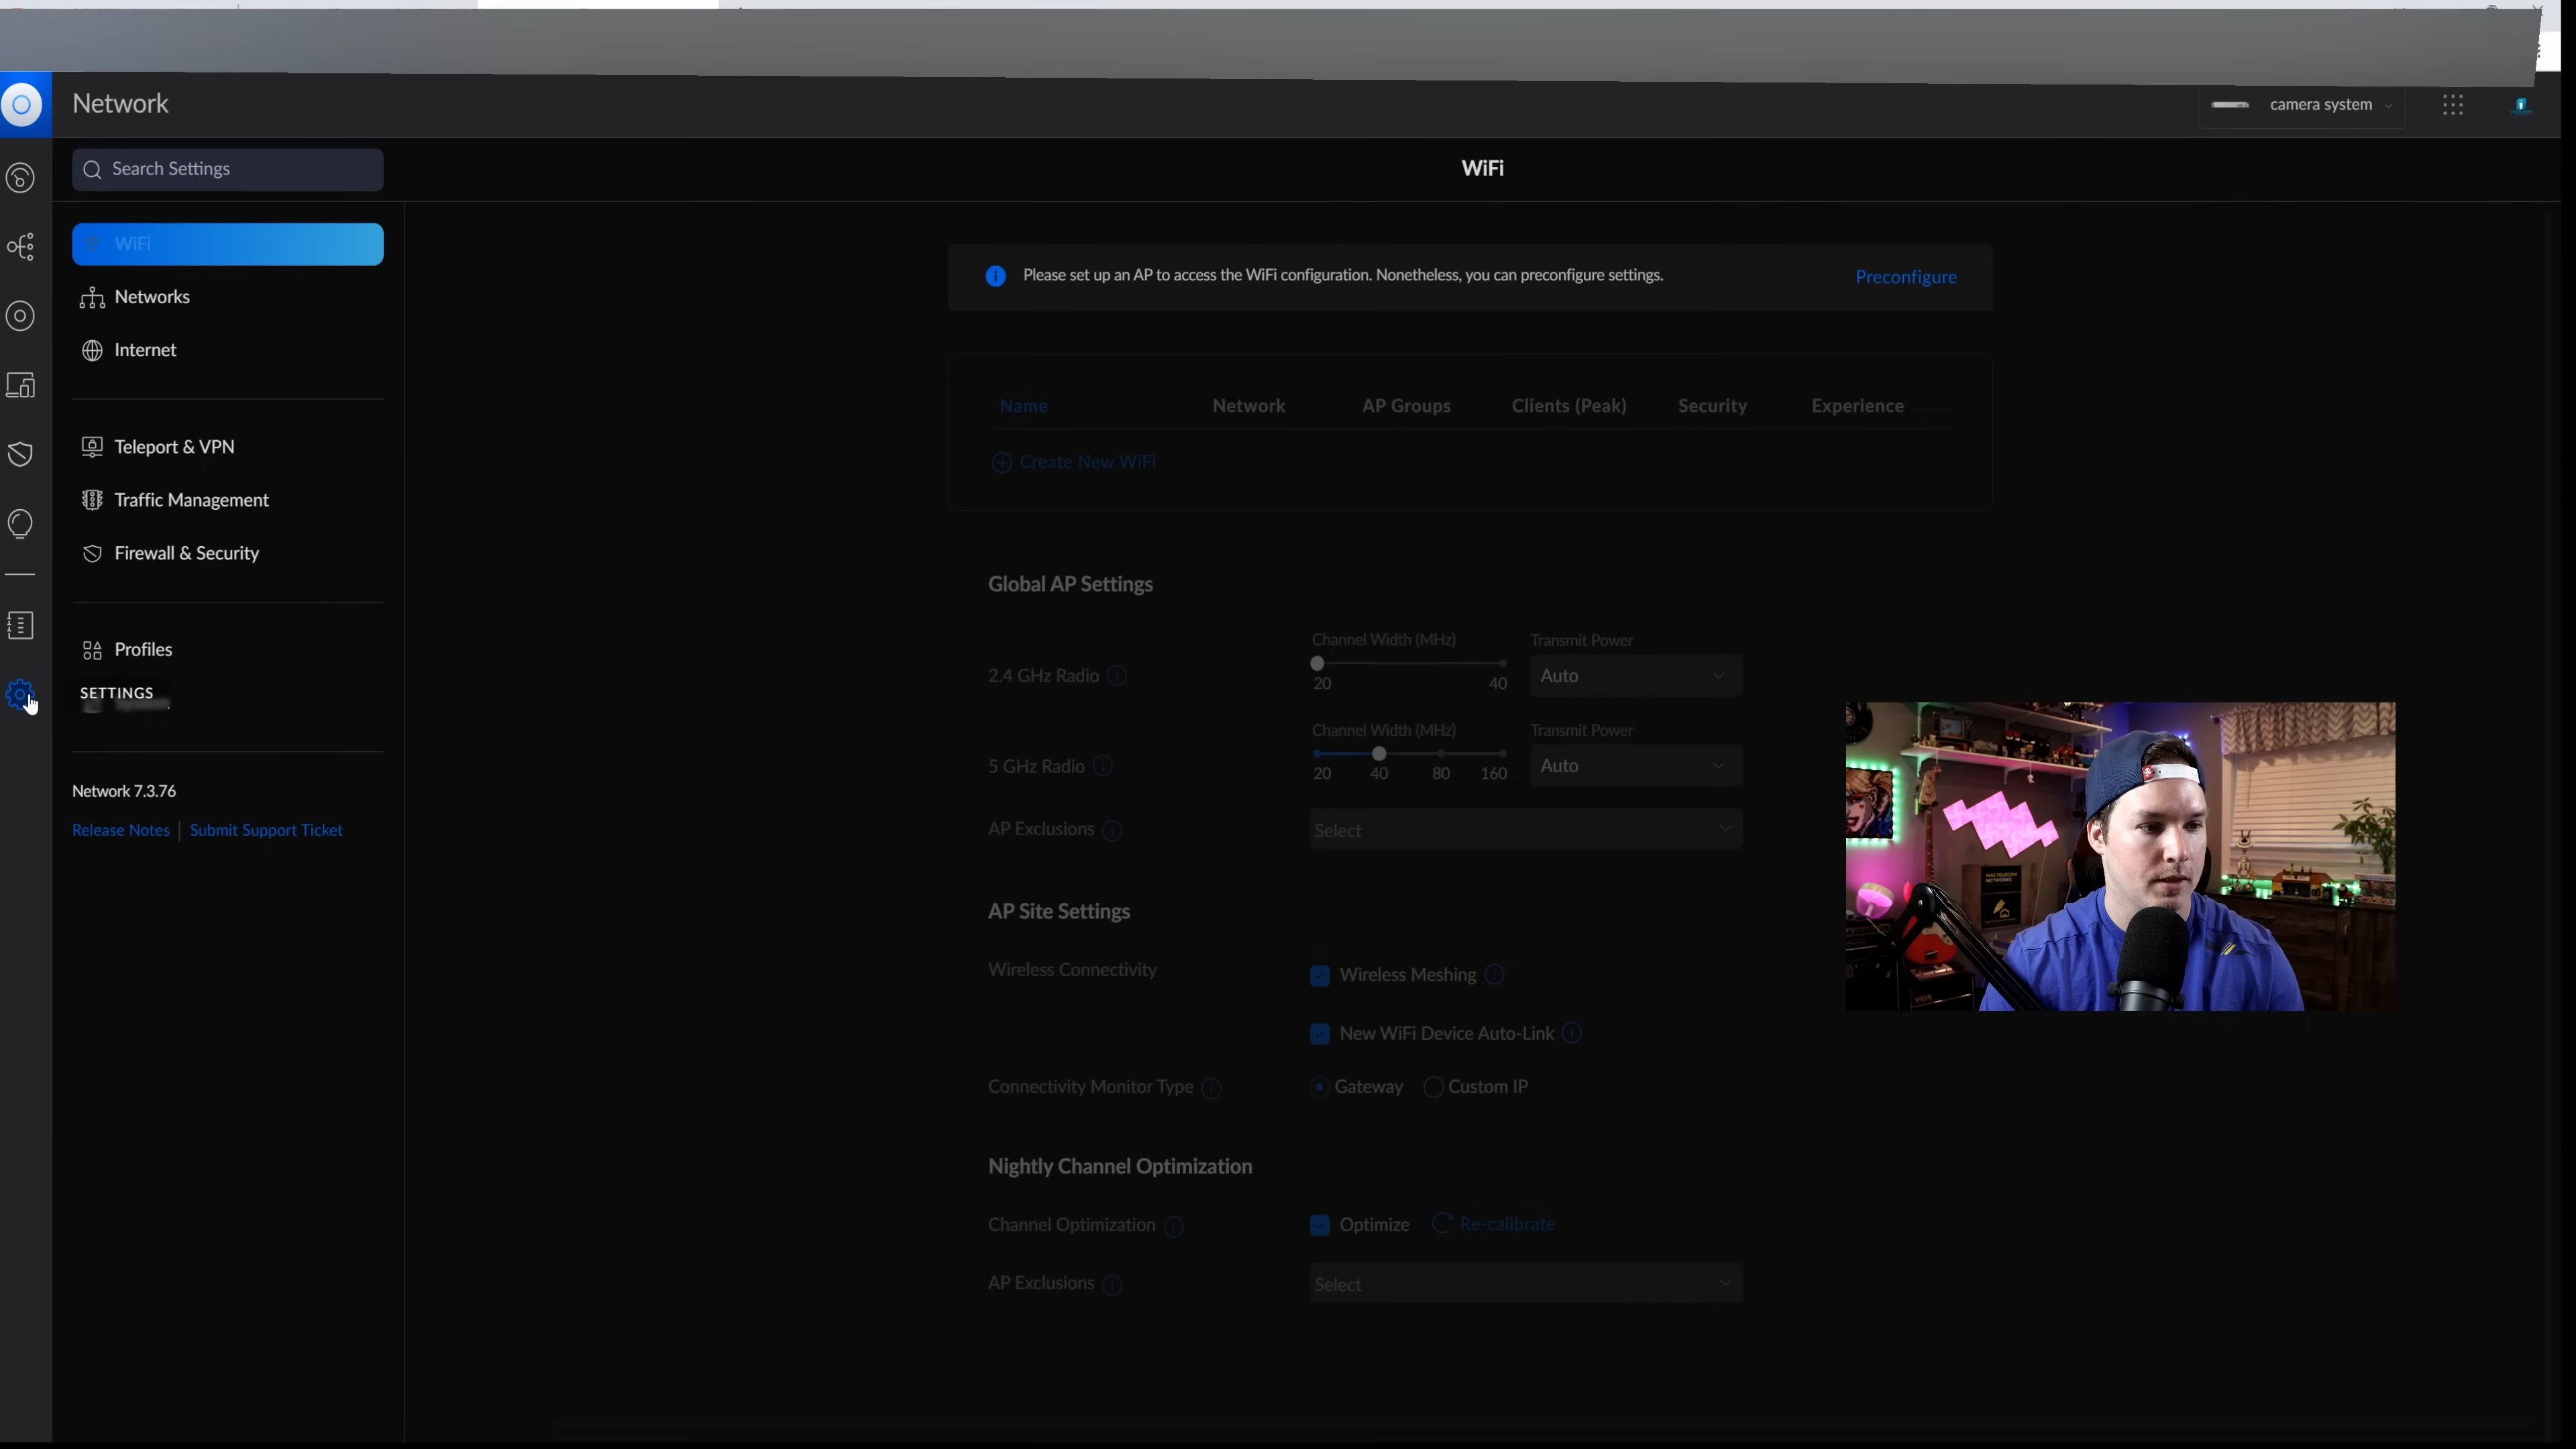 Network
camera system
Search Settings
WiFi
WiFi
Networks
Internet
Teleport & VPN
Traffic Management
Firewall & Security
Profiles
SETTINGS
Network 7.3.76
Release Notes | Submit Support Ticket
Please set up an AP to access the WiFi configuration. Nonetheless, you can preconfigure settings.
Preconfigure
Name Network AP Groups Clients (Peak) Security Experience
Create New WiFi
Global AP Settings
Channel Width (MHz) Transmit Power
2.4 GHz Radio
20 40
Auto
Channel Width (MHz) Transmit Power
5 GHz Radio
20 40 80 160
Auto
AP Exclusions
Select
AP Site Settings
Wireless Connectivity
Wireless Meshing
New WiFi Device Auto-Link
Connectivity Monitor Type
Gateway Custom IP
Nightly Channel Optimization
Channel Optimization
Optimize Re-calibrate
AP Exclusions
Select
MACTELECOM
NETWORKS
VOX